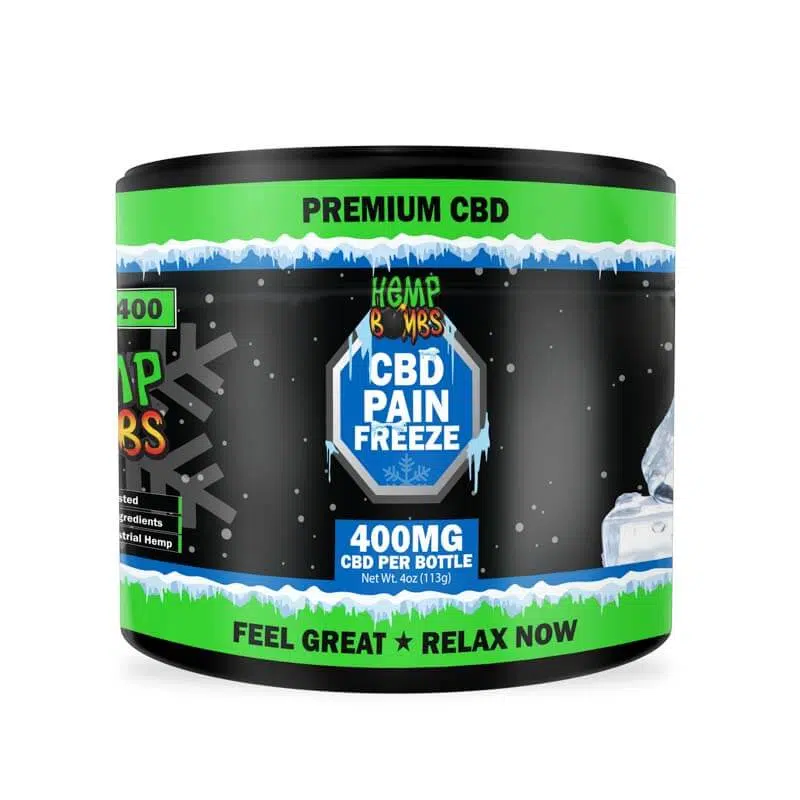 PREMIUM CBD
400
HEMP
BOMBS
CBD
PAIN
FREEZE
400MG
CBD PER BOTTLE
Net Wt. 4oz (113g)
FEEL GREAT ★ RELAX NOW